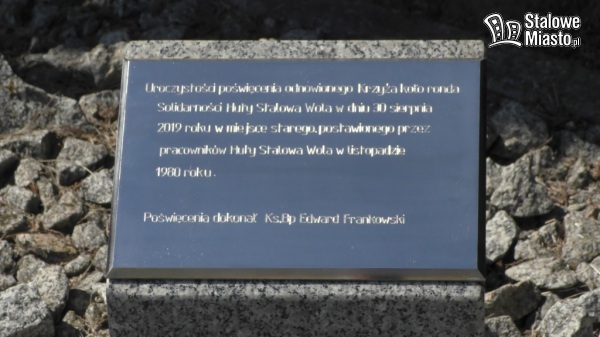 Stalowe
Miasto.pl
Uroczystości poświęcenia odnowionego Krzyża koło ronda
Solidarności Huty Stalowa Wola w dniu 30 sierpnia
2019 roku w miejsce starego, postawionego przez
pracowników Huty Stalowa Wola w listopadzie
1980 roku.
Poświęcenia dokonał Ks.Bp Edward Frankowski